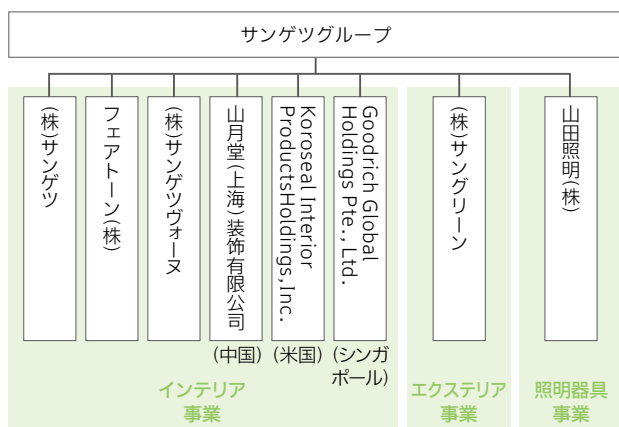 サンゲツグループ
(株)サンゲツ
フェアトーン(株)
(株)サンゲツヴォーヌ
山月堂(上海)装饰有限公司
(中国)
Koroseal Interior
ProductsHoldings,Inc.
(米国)
Goodrich Global
Holdings Pte., Ltd.
(シンガ
ポール)
インテリア
事業
(株)サングリーン
エクステリア
事業
山田照明(株)
照明器具
事業